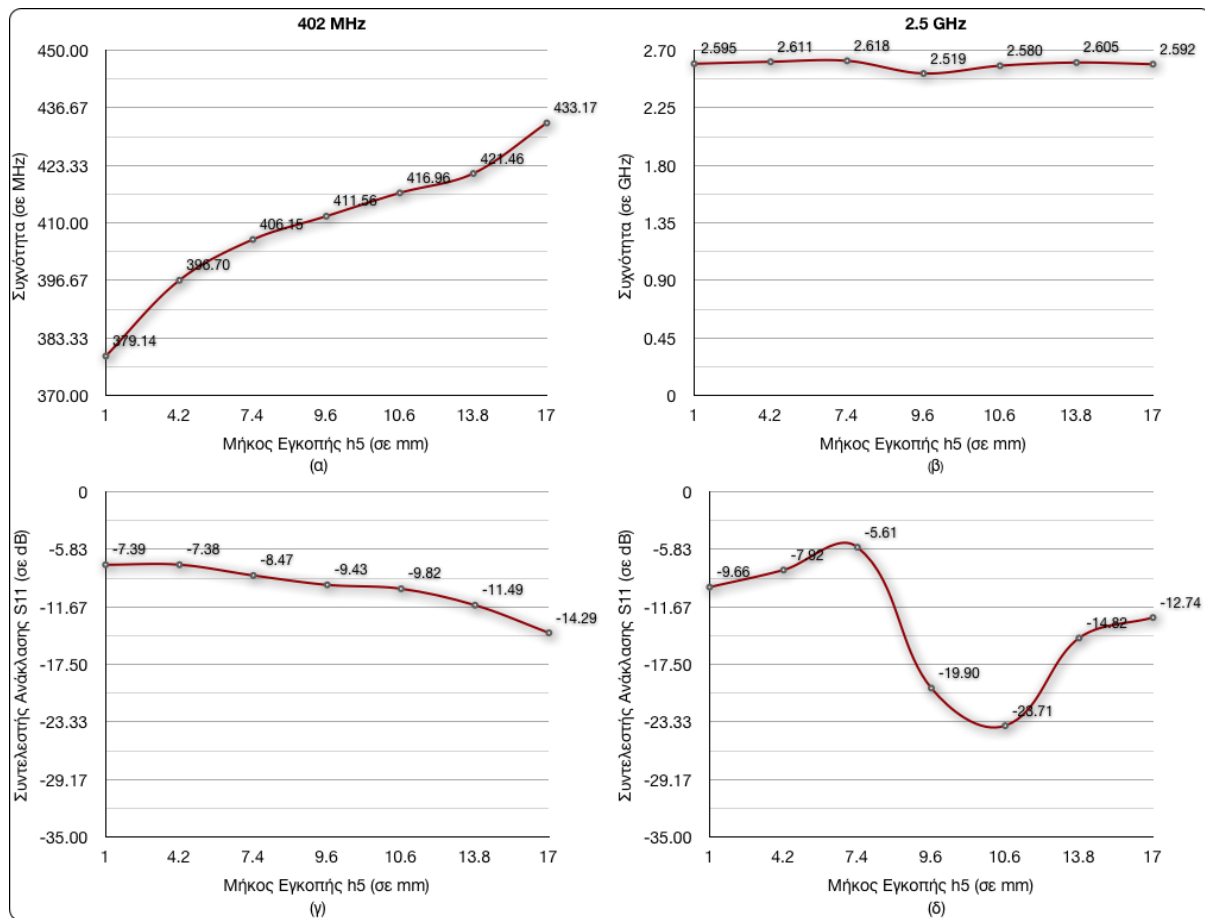 402 MHz
450.00
436.67
423.33
410.00
396.67
383.33
370.00
Συχνότητα (σε MHz)
379.14
396.70
406.15
411.56
416.96
421.46
433.17
1 4.2 7.4 9.6 10.6 13.8 17
Μήκος Εγκοπής h5 (σε mm)
(α)
2.5 GHz
2.70
2.25
1.80
1.35
0.90
0.45
0
Συχνότητα (σε GHz)
2.595 2.611 2.618 2.519 2.580 2.605 2.592
1 4.2 7.4 9.6 10.6 13.8 17
Μήκος Εγκοπής h5 (σε mm)
(β)
0
-5.83
-11.67
-17.50
-23.33
-29.17
-35.00
Συντελεστής Ανάκλασης S11 (σε dB)
-7.39
-7.38
-8.47
-9.43
-9.82
-11.49
-14.29
1 4.2 7.4 9.6 10.6 13.8 17
Μήκος Εγκοπής h5 (σε mm)
(γ)
0
-5.83
-11.67
-17.50
-23.33
-29.17
-35.00
Συντελεστής Ανάκλασης S11 (σε dB)
-9.66
-7.92
-5.61
-19.90
-23.71
-14.82
-12.74
1 4.2 7.4 9.6 10.6 13.8 17
Μήκος Εγκοπής h5 (σε mm)
(δ)